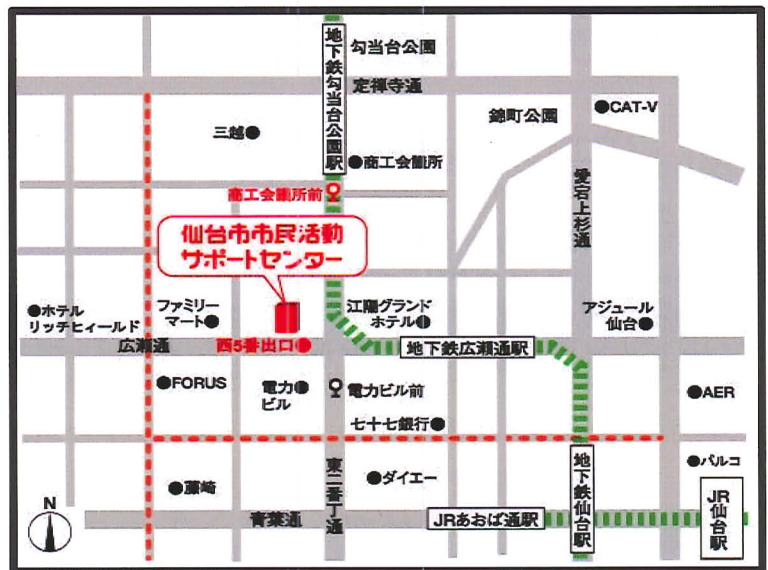 地下鉄勾当台公園駅
勾当台公園
定禅寺通
錦町公園
●CAT-V
三越●
●商工会議所
愛宕上杉通
商工会議所前
仙台市市民活動
サポートセンター
●ホテル
リッチヒィールド
ファミリー
マート●
江陽グランド
ホテル●
アジュール
仙台●
広瀬通
西5番出口●
地下鉄広瀬通駅
●FORUS
電力●
ビル
電力ビル前
●AER
七十七銀行●
東二番丁通
地下鉄仙台駅
●パルコ
●藤崎
●ダイエー
N
青葉通
JRあおば通駅
JR仙台駅